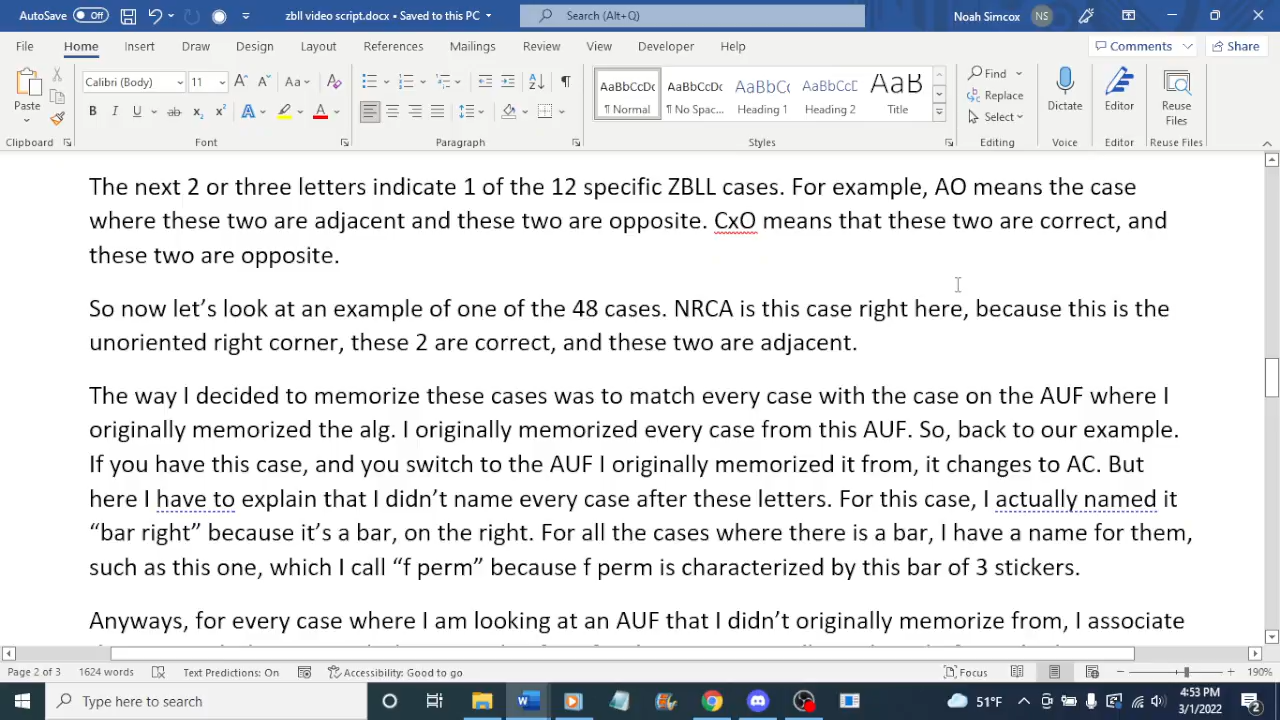 AutoSave Off zbll video script.docx • Saved to this PC Search (Alt+Q) Noah Simcox NS
File Home Insert Draw Design Layout References Mailings Review View Developer Help Comments Share
Paste Calibri (Body) 11 Aa AaBbCcDc AaBbCcDc AaBbCc AaBbCcD AaB Find Replace Select Dictate Editor Reuse Files
¶ Normal ¶ No Spac... Heading 1 Heading 2 Title
Clipboard Font Paragraph Styles Editing Voice Editor Reuse Files
The next 2 or three letters indicate 1 of the 12 specific ZBLL cases. For example, AO means the case
where these two are adjacent and these two are opposite. CxO means that these two are correct, and
these two are opposite.
So now let’s look at an example of one of the 48 cases. NRCA is this case right here, because this is the
unoriented right corner, these 2 are correct, and these two are adjacent.
The way I decided to memorize these cases was to match every case with the case on the AUF where I
originally memorized the alg. I originally memorized every case from this AUF. So, back to our example.
If you have this case, and you switch to the AUF I originally memorized it from, it changes to AC. But
here I have to explain that I didn’t name every case after these letters. For this case, I actually named it
“bar right” because it’s a bar, on the right. For all the cases where there is a bar, I have a name for them,
such as this one, which I call “f perm” because f perm is characterized by this bar of 3 stickers.
Anyways, for every case where I am looking at an AUF that I didn’t originally memorize from, I associate
Page 2 of 3 1624 words Text Predictions: On Accessibility: Good to go Focus 190%
Type here to search 51°F 4:53 PM
3/1/2022 2